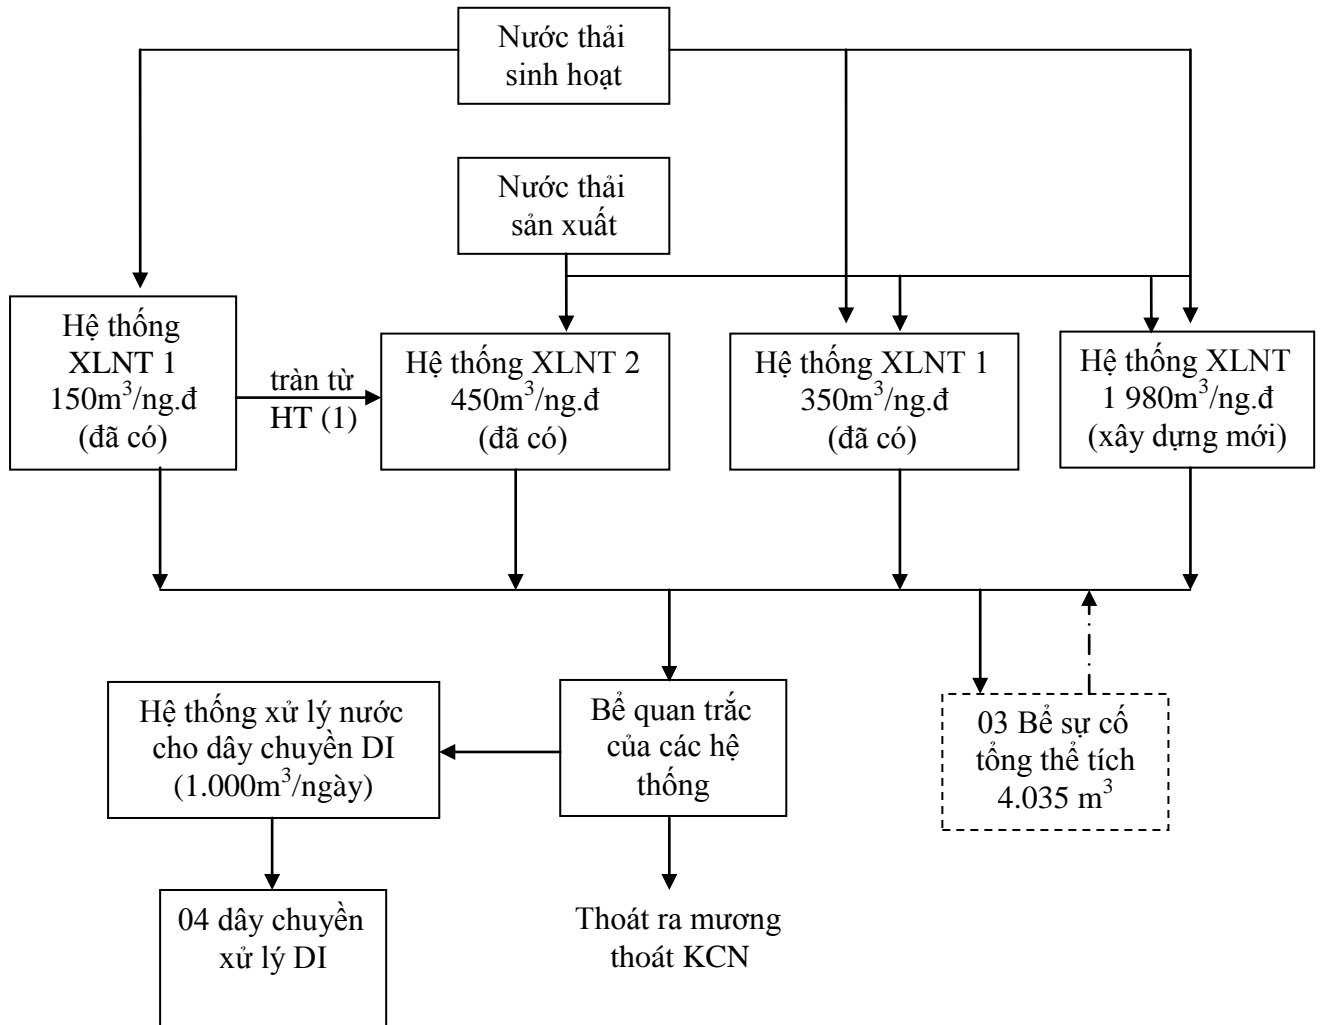 Nước thải
sinh hoạt
Nước thải
sản xuất
Hệ thống
XLNT 1
150m³/ng.đ
(đã có)
tràn từ
HT (1)
Hệ thống XLNT 2
450m³/ng.đ
(đã có)
Hệ thống XLNT 1
350m³/ng.đ
(đã có)
Hệ thống XLNT
1 980m³/ng.đ
(xây dựng mới)
Hệ thống xử lý nước
cho dây chuyền DI
(1.000m³/ngày)
Bể quan trắc
của các hệ
thống
03 Bể sự cố
tổng thể tích
4.035 m³
04 dây chuyền
xử lý DI
Thoát ra mương
thoát KCN